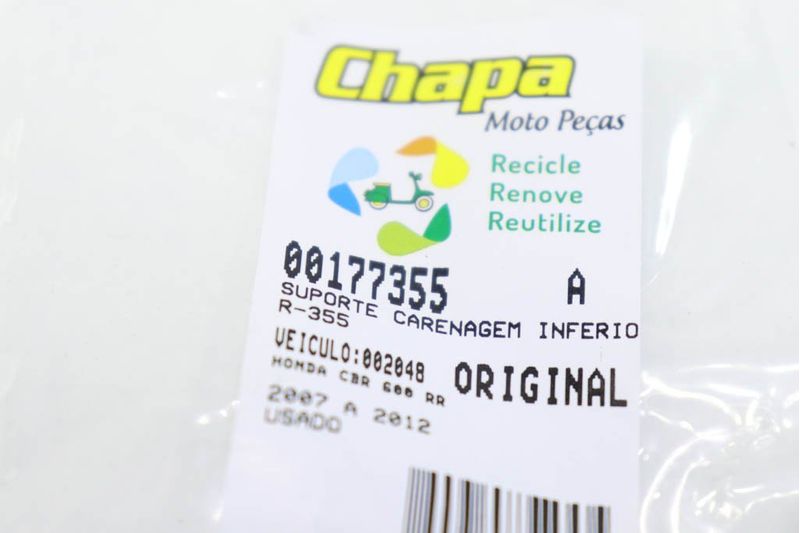 Chapa
Moto Peças
Recicle
Renove
Reutilize
00177355 A
SUPORTE CARENAGEM INFERIO
R-355
VEICULO:002048
HONDA CBR 600 RR
ORIGINAL
2007 A 2012
USADO